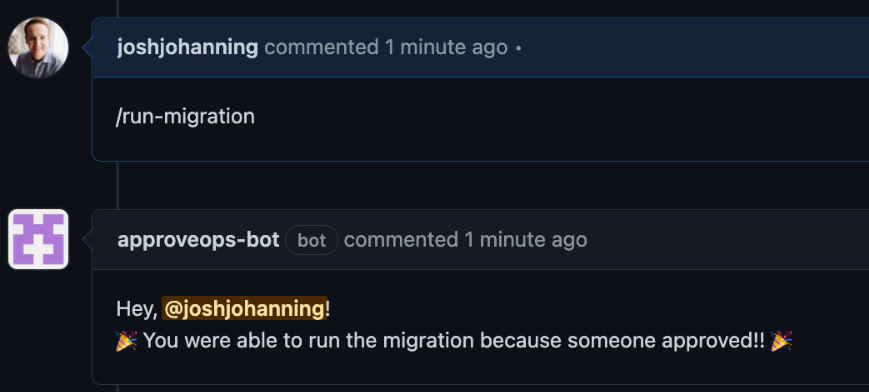 joshjohanning commented 1 minute ago •
/run-migration
approveops-bot bot commented 1 minute ago
Hey, @joshjohanning!
🎉 You were able to run the migration because someone approved!! 🎉